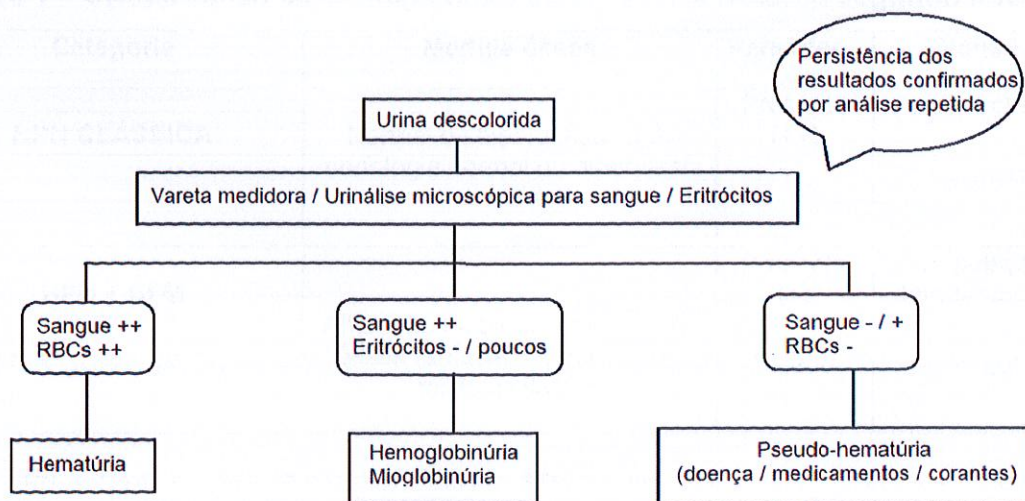 Persistência dos
resultados confirmados
por análise repetida
Urina descolorida
Vareta medidora / Urinálise microscópica para sangue / Eritrócitos
Sangue ++
RBCs ++
Sangue ++
Eritrócitos - / poucos
Sangue - / +
RBCs -
Hematúria
Hemoglobinúria
Mioglobinúria
Pseudo-hematúria
(doença / medicamentos / corantes)